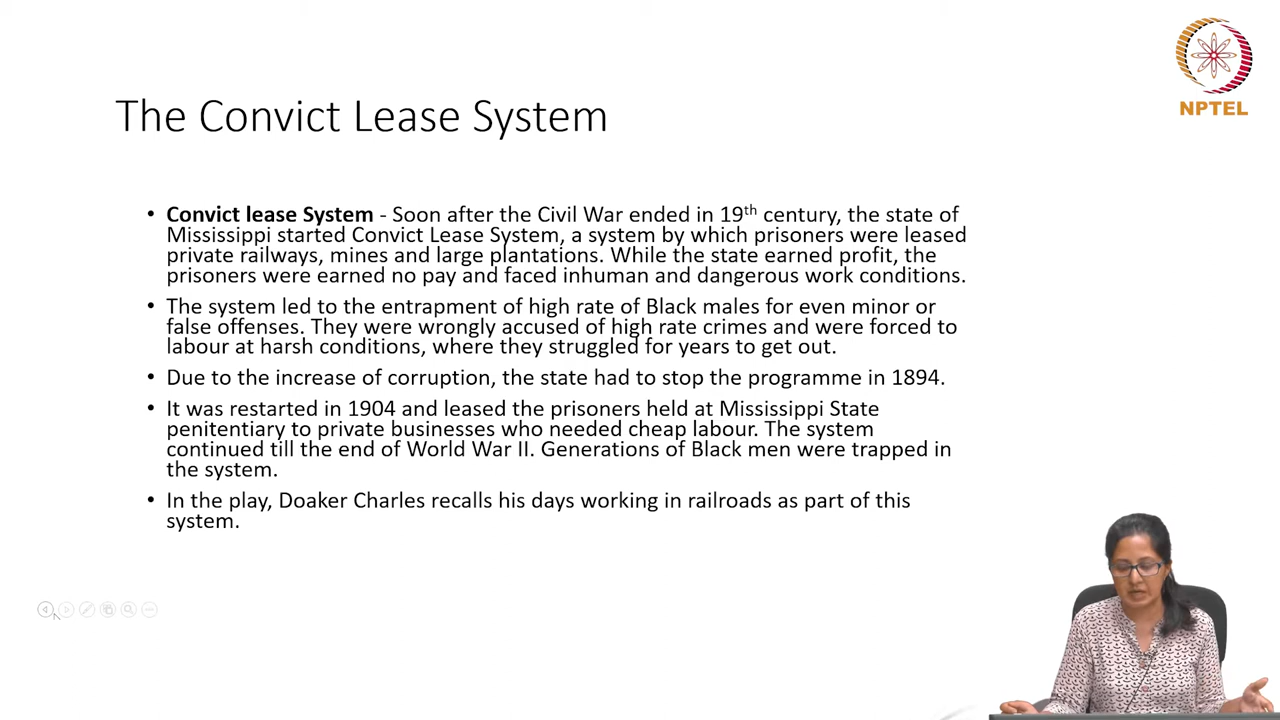 NPTEL
The Convict Lease System
• Convict lease System - Soon after the Civil War ended in 19th century, the state of
Mississippi started Convict Lease System, a system by which prisoners were leased
private railways, mines and large plantations. While the state earned profit, the
prisoners were earned no pay and faced inhuman and dangerous work conditions.
• The system led to the entrapment of high rate of Black males for even minor or
false offenses. They were wrongly accused of high rate crimes and were forced to
labour at harsh conditions, where they struggled for years to get out.
• Due to the increase of corruption, the state had to stop the programme in 1894.
• It was restarted in 1904 and leased the prisoners held at Mississippi State
penitentiary to private businesses who needed cheap labour. The system
continued till the end of World War II. Generations of Black men were trapped in
the system.
• In the play, Doaker Charles recalls his days working in railroads as part of this
system.